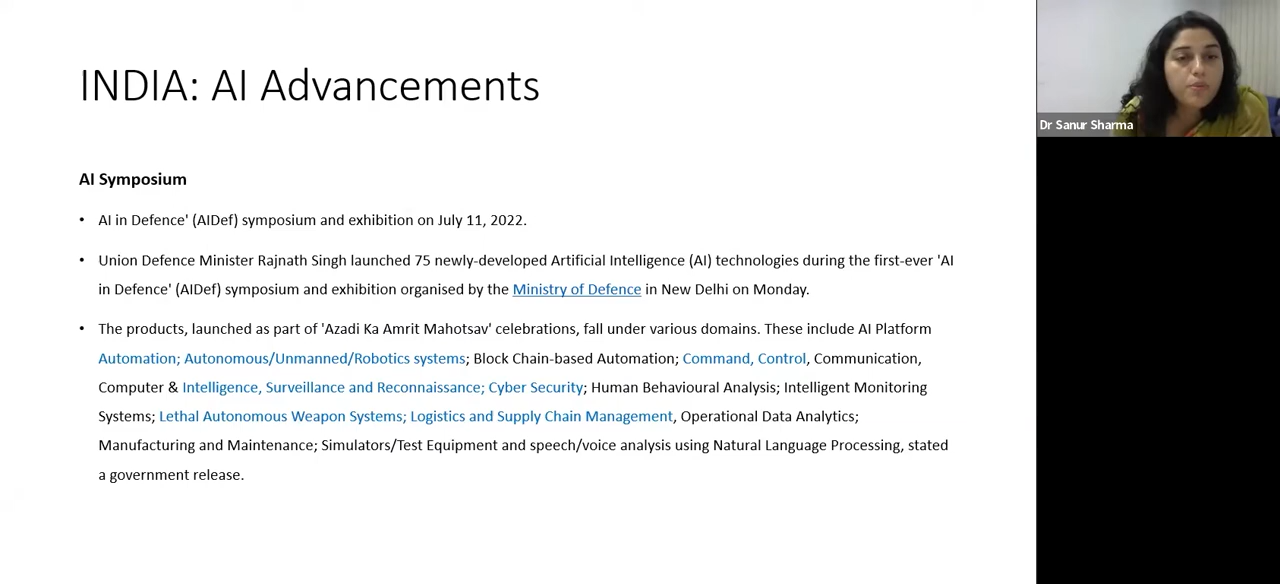 INDIA: AI Advancements
AI Symposium
• AI in Defence' (AIDef) symposium and exhibition on July 11, 2022.
• Union Defence Minister Rajnath Singh launched 75 newly-developed Artificial Intelligence (AI) technologies during the first-ever 'AI
in Defence' (AIDef) symposium and exhibition organised by the Ministry of Defence in New Delhi on Monday.
• The products, launched as part of 'Azadi Ka Amrit Mahotsav' celebrations, fall under various domains. These include AI Platform
Automation; Autonomous/Unmanned/Robotics systems; Block Chain-based Automation; Command, Control, Communication,
Computer & Intelligence, Surveillance and Reconnaissance; Cyber Security; Human Behavioural Analysis; Intelligent Monitoring
Systems; Lethal Autonomous Weapon Systems; Logistics and Supply Chain Management, Operational Data Analytics;
Manufacturing and Maintenance; Simulators/Test Equipment and speech/voice analysis using Natural Language Processing, stated
a government release.
Dr Sanur Sharma